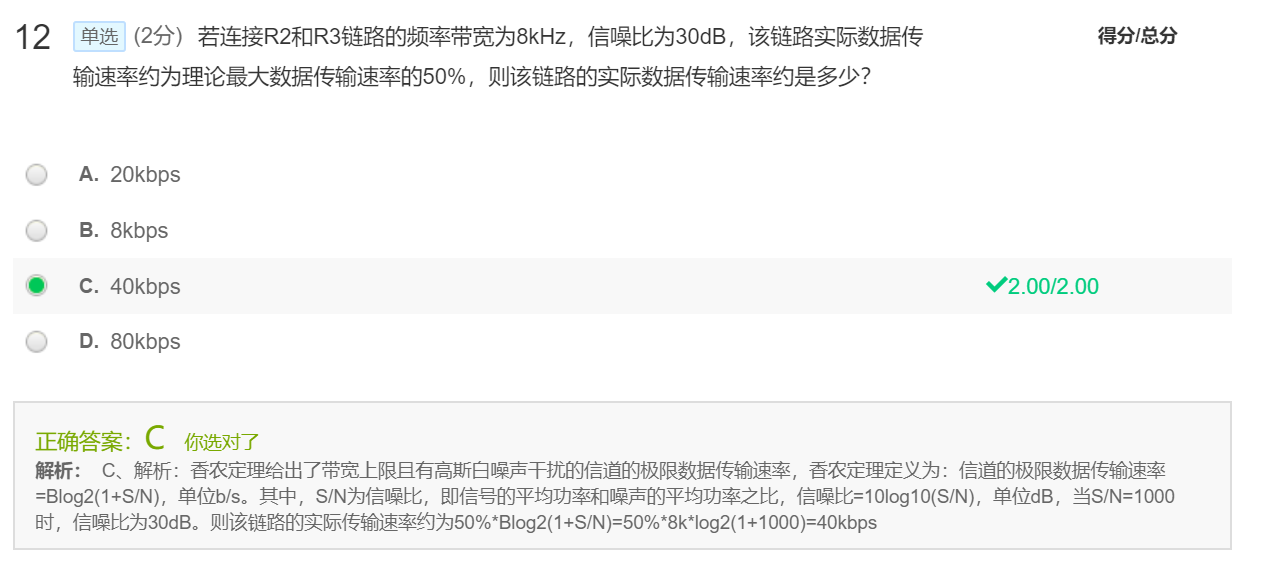 12 单选 (2分) 若连接R2和R3链路的频率带宽为8kHz，信噪比为30dB，该链路实际数据传 得分/总分
输速率约为理论最大数据传输速率的50%，则该链路的实际数据传输速率约是多少？
A. 20kbps
B. 8kbps
C. 40kbps 2.00/2.00
D. 80kbps
正确答案：C 你选对了
解析： C、解析：香农定理给出了带宽上限且有高斯白噪声干扰的信道的极限数据传输速率，香农定理定义为：信道的极限数据传输速率
=Blog2(1+S/N)，单位b/s。其中，S/N为信噪比，即信号的平均功率和噪声的平均功率之比，信噪比=10log10(S/N)，单位dB，当S/N=1000
时，信噪比为30dB。则该链路的实际传输速率约为50%*Blog2(1+S/N)=50%*8k*log2(1+1000)=40kbps